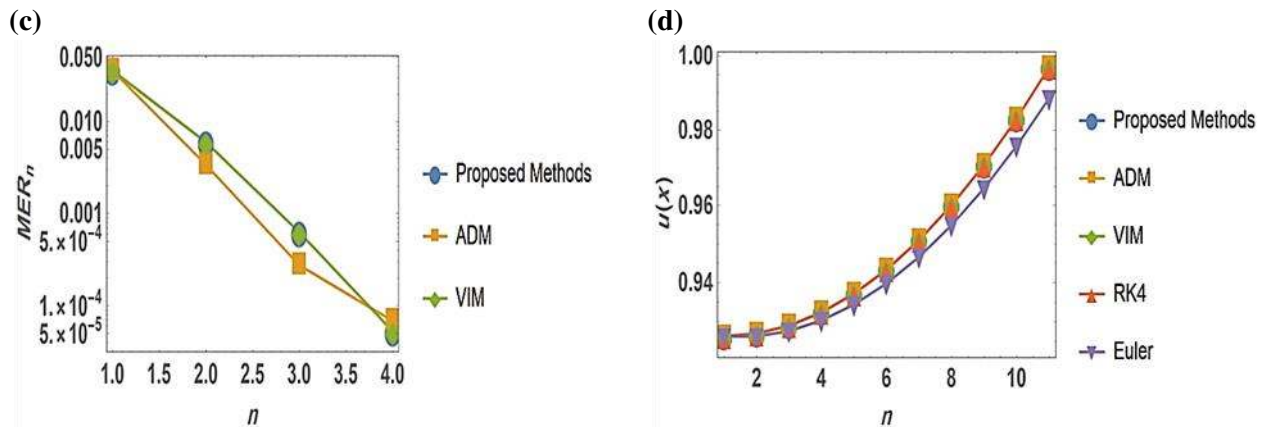 (c)
MERₙ
0.050
0.010
0.005
0.001
5.×10⁻⁴
1.×10⁻⁴
5.×10⁻⁵
1.0 1.5 2.0 2.5 3.0 3.5 4.0
n
Proposed Methods
ADM
VIM
(d)
u(x)
1.00
0.98
0.96
0.94
2 4 6 8 10
n
Proposed Methods
ADM
VIM
RK4
Euler